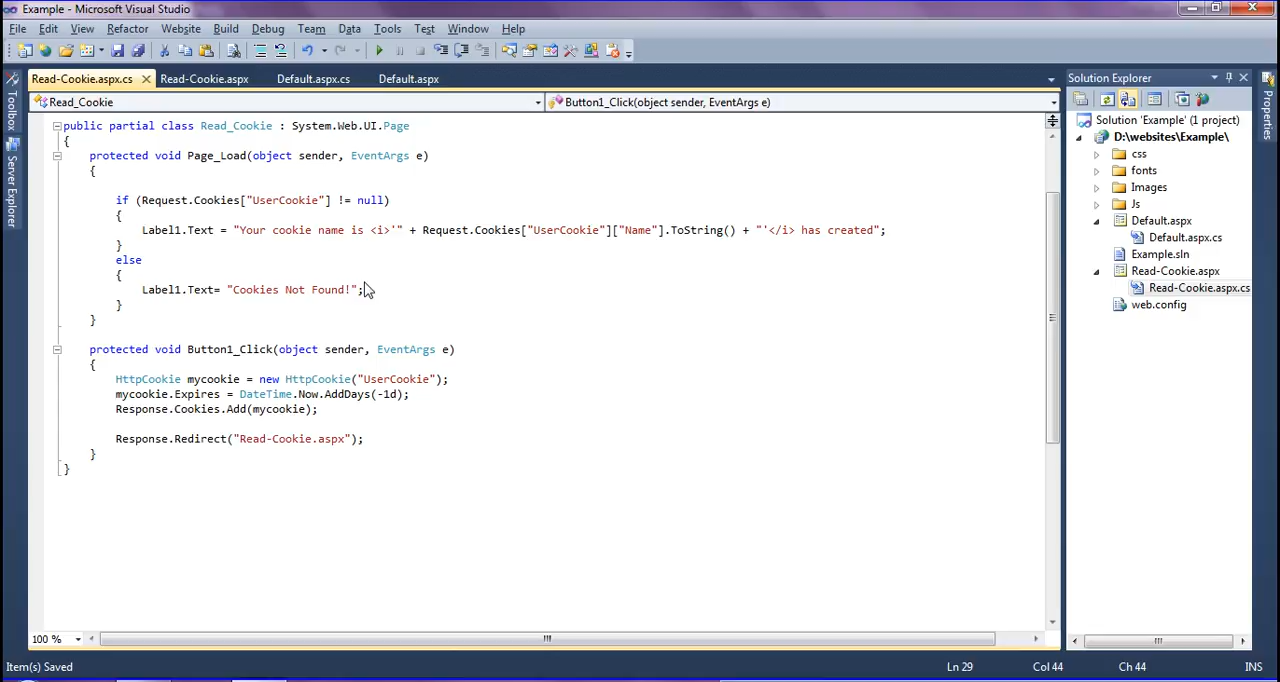 Example - Microsoft Visual Studio
File Edit View Refactor Website Build Debug Team Data Tools Test Window Help
Read-Cookie.aspx.cs Read-Cookie.aspx Default.aspx.cs Default.aspx
Read_Cookie Button1_Click(object sender, EventArgs e)
public partial class Read_Cookie : System.Web.UI.Page
{
protected void Page_Load(object sender, EventArgs e)
{
if (Request.Cookies["UserCookie"] != null)
{
Label1.Text = "Your cookie name is <i>'" + Request.Cookies["UserCookie"]["Name"].ToString() + "'</i> has created";
}
else
{
Label1.Text= "Cookies Not Found!";
}
}
protected void Button1_Click(object sender, EventArgs e)
{
HttpCookie mycookie = new HttpCookie("UserCookie");
mycookie.Expires = DateTime.Now.AddDays(-1d);
Response.Cookies.Add(mycookie);
Response.Redirect("Read-Cookie.aspx");
}
}
100 %
Item(s) Saved Ln 29 Col 44 Ch 44 INS
Toolbox
Server Explorer
Solution Explorer
Solution 'Example' (1 project)
D:\websites\Example\
css
fonts
Images
Js
Default.aspx
Default.aspx.cs
Example.sln
Read-Cookie.aspx
Read-Cookie.aspx.cs
web.config
Properties